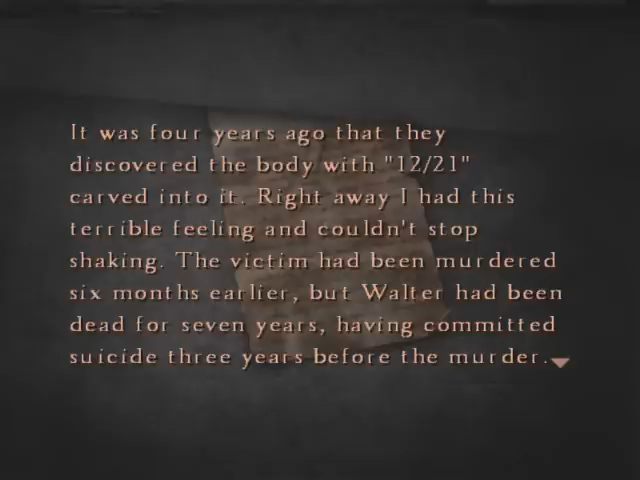 It was four years ago that they
discovered the body with "12/21"
carved into it. Right away I had this
terrible feeling and couldn't stop
shaking. The victim had been murdered
six months earlier, but Walter had been
dead for seven years, having committed
suicide three years before the murder.